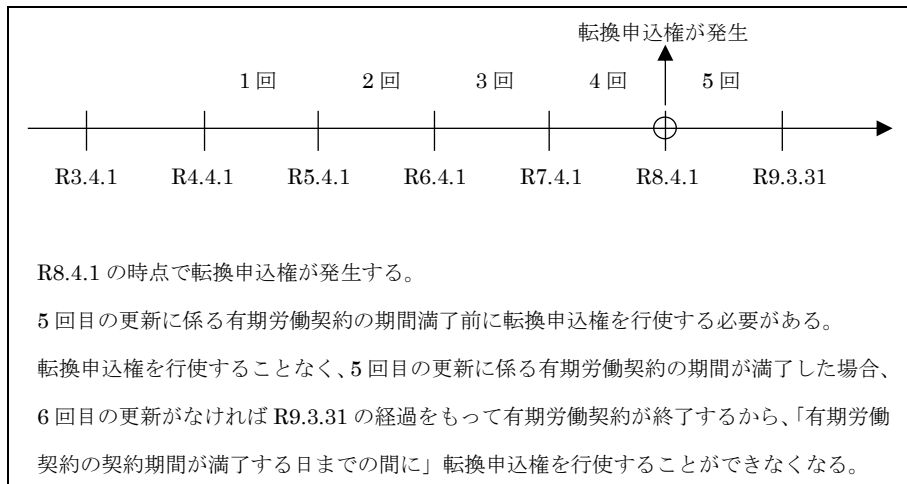 転換申込権が発生
1回 2回 3回 4回 5回
R3.4.1 R4.4.1 R5.4.1 R6.4.1 R7.4.1 R8.4.1 R9.3.31
R8.4.1 の時点で転換申込権が発生する。
5 回目の更新に係る有期労働契約の期間満了前に転換申込権を行使する必要がある。
転換申込権を行使することなく、5 回目の更新に係る有期労働契約の期間が満了した場合、
6 回目の更新がなければ R9.3.31 の経過をもって有期労働契約が終了するから、「有期労働
契約の契約期間が満了する日までの間に」転換申込権を行使することができなくなる。